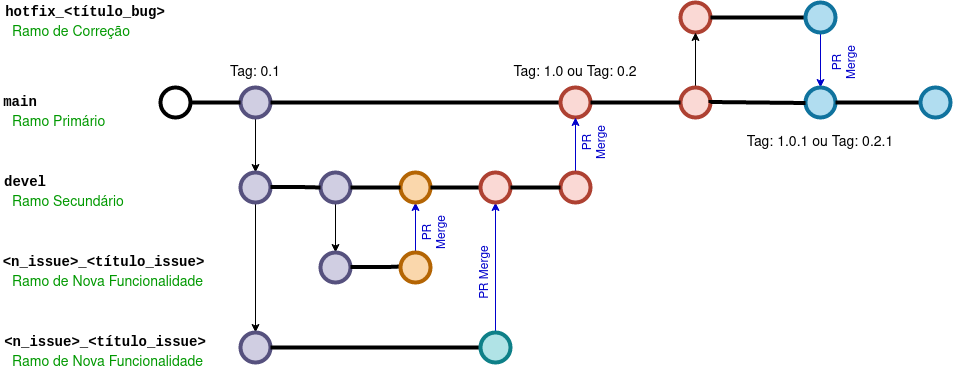 hotfix_<título_bug>
Ramo de Correção
PR
Merge
Tag: 0.1
Tag: 1.0 ou Tag: 0.2
main
Ramo Primário
Tag: 1.0.1 ou Tag: 0.2.1
PR
Merge
devel
Ramo Secundário
PR
Merge
<n_issue>_<título_issue>
Ramo de Nova Funcionalidade
PR Merge
<n_issue>_<título_issue>
Ramo de Nova Funcionalidade